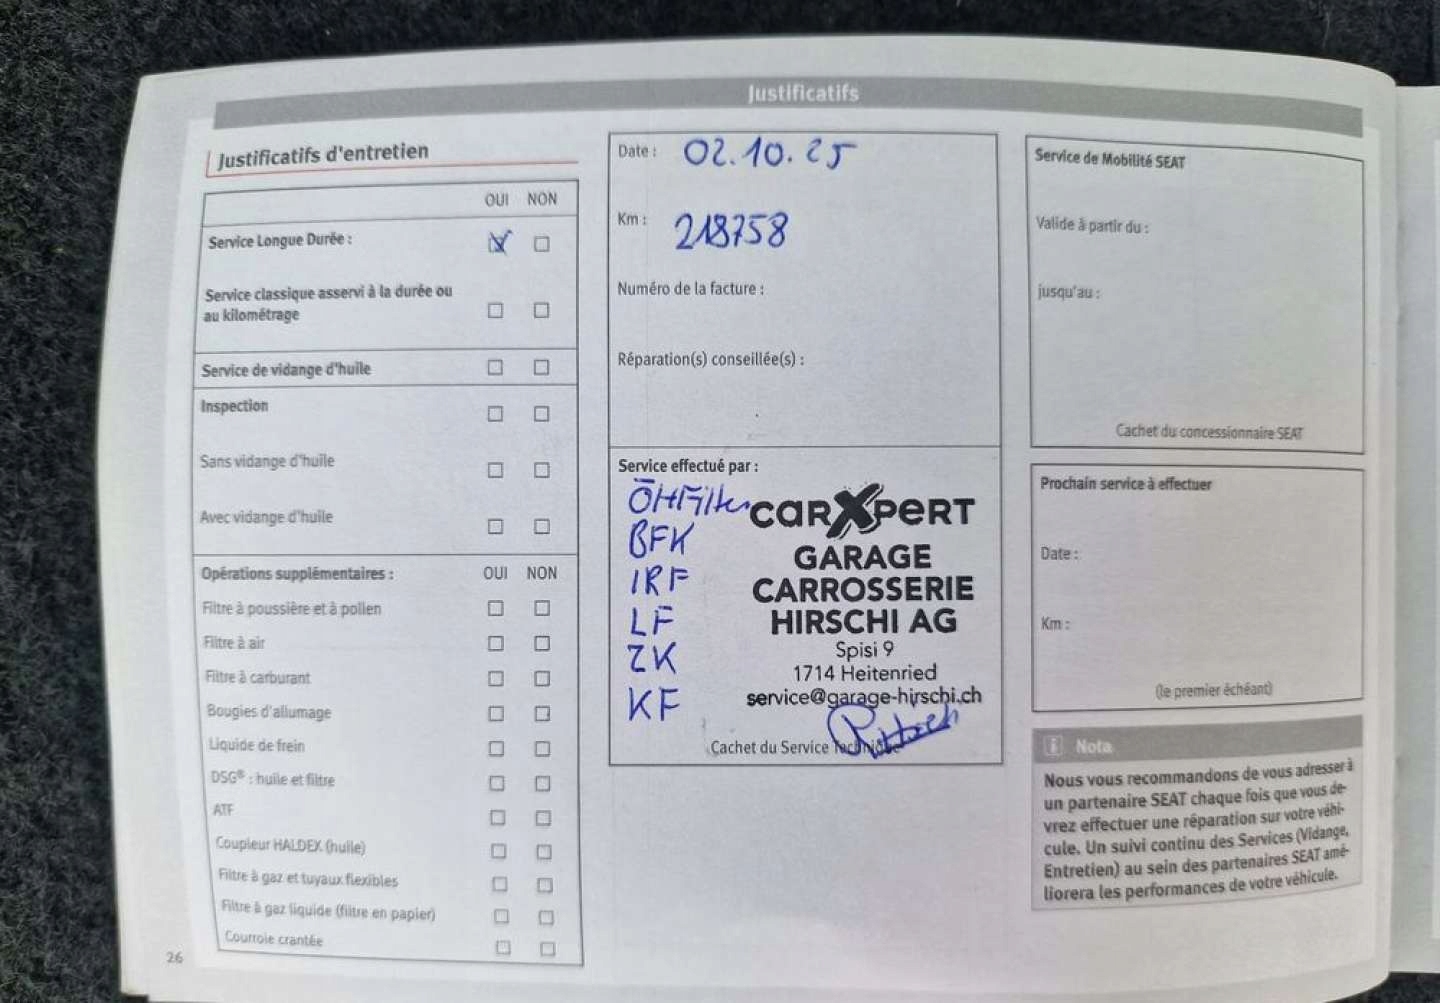 Justificatifs
Justificatifs d'entretien
OUI NON
Service Longue Durée :
Service classique asservi à la durée ou
au kilométrage
Service de vidange d'huile
Inspection
Sans vidange d'huile
Avec vidange d'huile
Opérations supplémentaires : OUI NON
Filtre à poussière et à pollen
Filtre à air
Filtre à carburant
Bougies d'allumage
Liquide de frein
DSG® : huile et filtre
ATF
Coupleur HALDEX (huile)
Filtre à gaz et tuyaux flexibles
Filtre à gaz liquide (filtre en papier)
Courroie crantée
26
Date : 02.10.25
Km : 218758
Numéro de la facture :
Réparation(s) conseillée(s) :
Service effectué par :
BFK
IRF
LF
ZK
KF
carXpert
GARAGE
CARROSSERIE
HIRSCHI AG
Spisi 9
1714 Heitenried
service@garage-hirschi.ch
Cachet du Service Technique
Service de Mobilité SEAT
Valide à partir du :
jusqu'au :
Cachet du concessionnaire SEAT
Prochain service à effectuer
Date :
Km :
(le premier échéant)
i Nota
Nous vous recommandons de vous adresser à
un partenaire SEAT chaque fois que vous de-
vrez effectuer une réparation sur votre véhi-
cule. Un suivi continu des Services (Vidange,
Entretien) au sein des partenaires SEAT amé-
liorera les performances de votre véhicule.